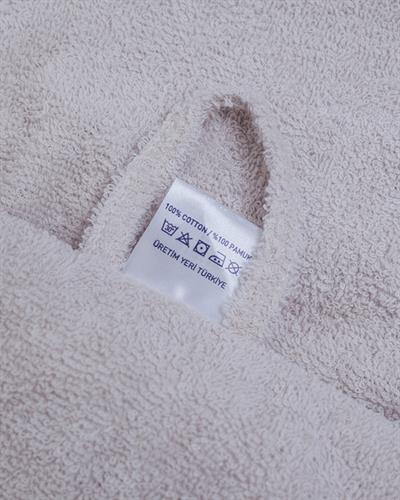 100% COTTON / %100 PAMUK
ÜRETİM YERİ TÜRKİYE